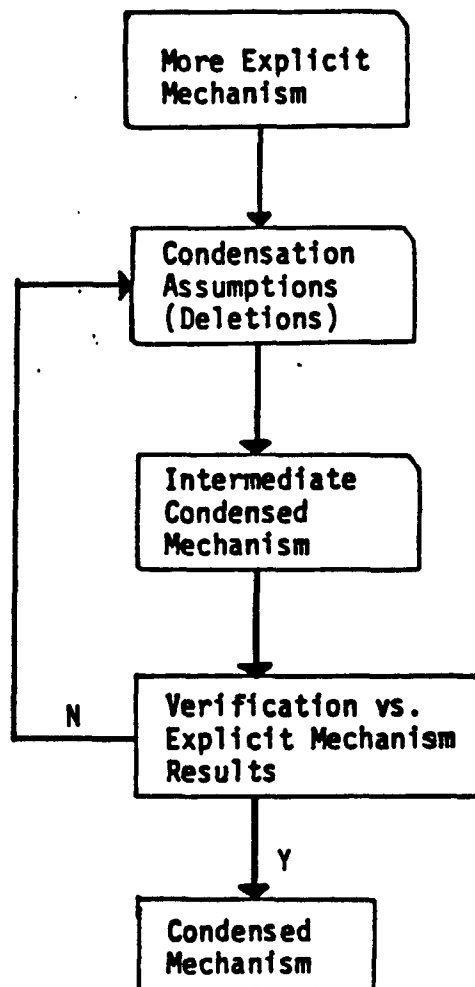 More Explicit
Mechanism
Condensation
Assumptions
(Deletions)
Intermediate
Condensed
Mechanism
N
Verification vs.
Explicit Mechanism
Results
Y
Condensed
Mechanism